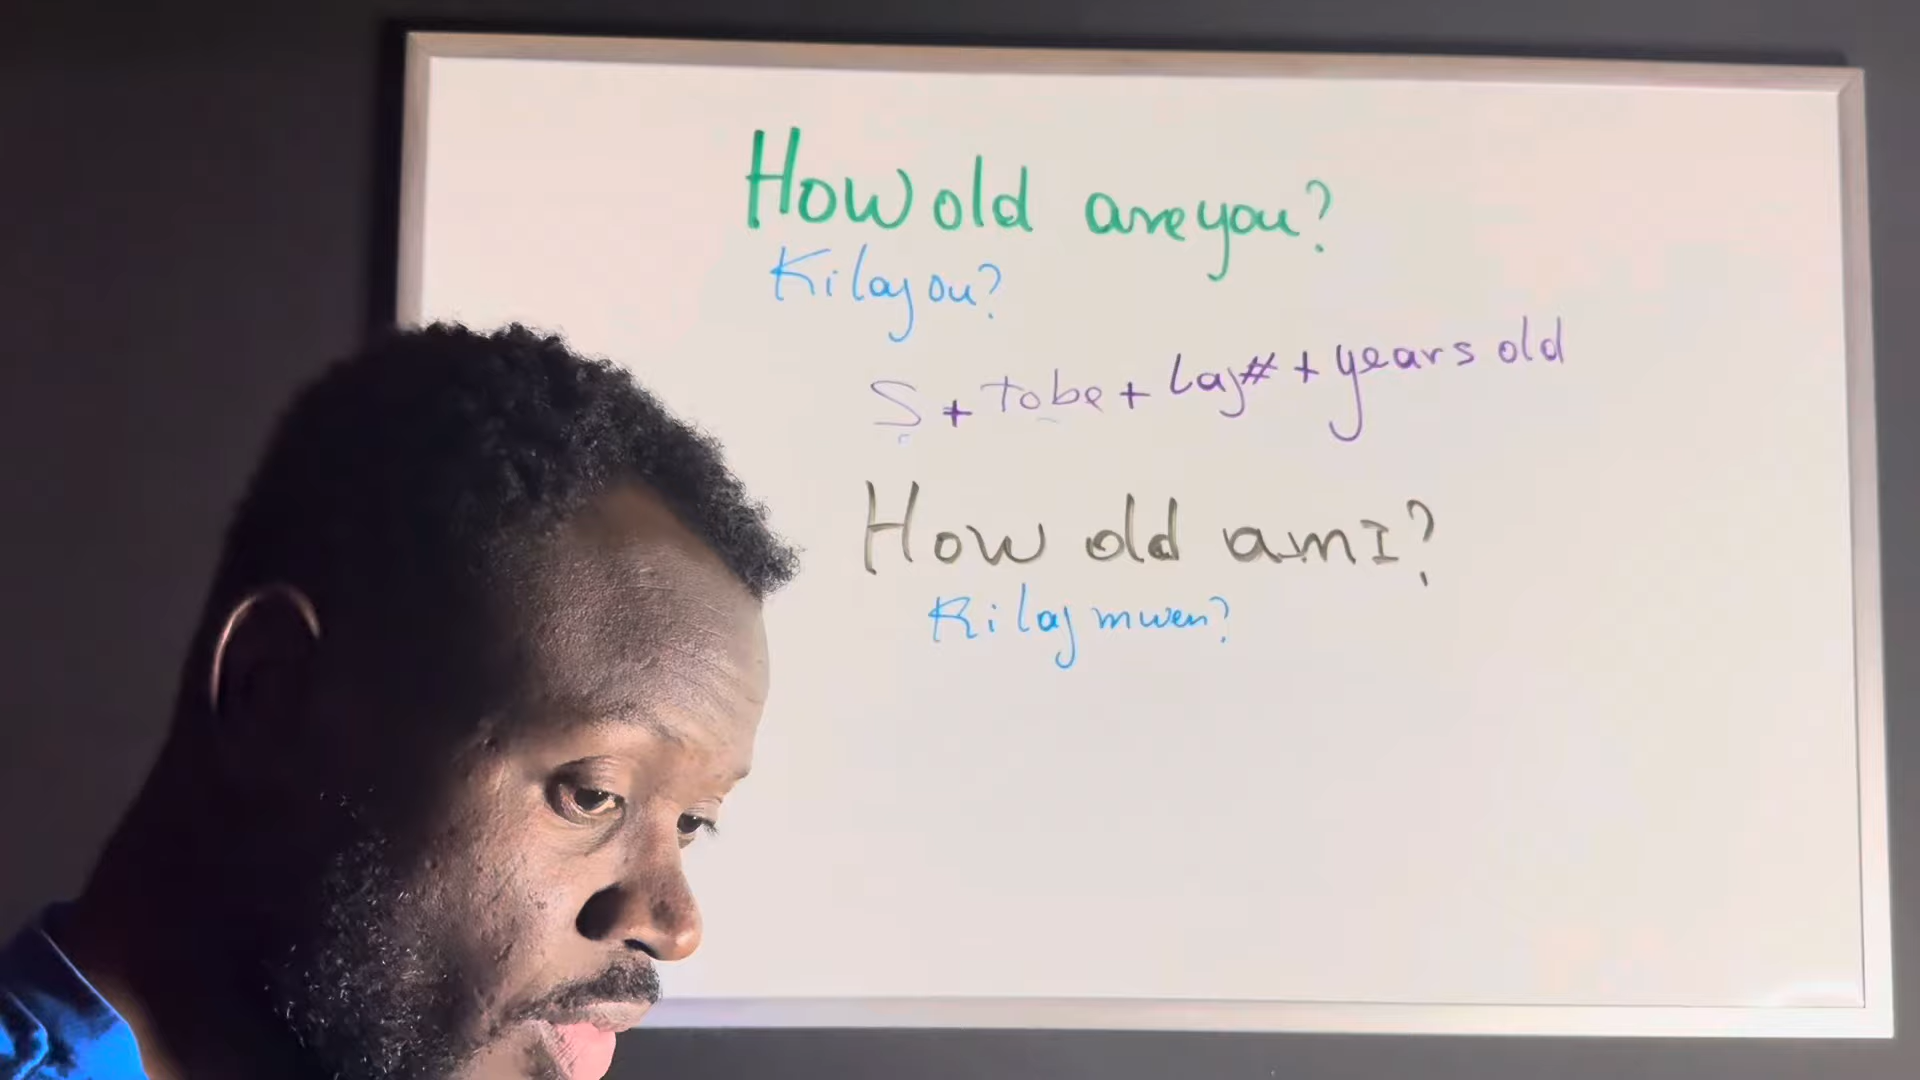 How old are you?
Ki laj ou?
S + To be + Laj # + years old
How old am I?
Ki laj mwen?